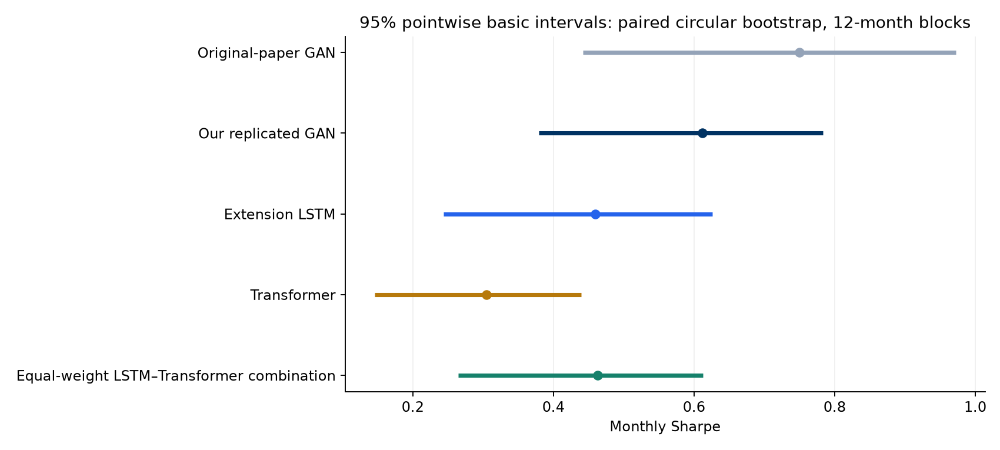 95% pointwise basic intervals: paired circular bootstrap, 12-month blocks
Original-paper GAN
Our replicated GAN
Extension LSTM
Transformer
Equal-weight LSTM–Transformer combination
0.2 0.4 0.6 0.8 1.0
Monthly Sharpe